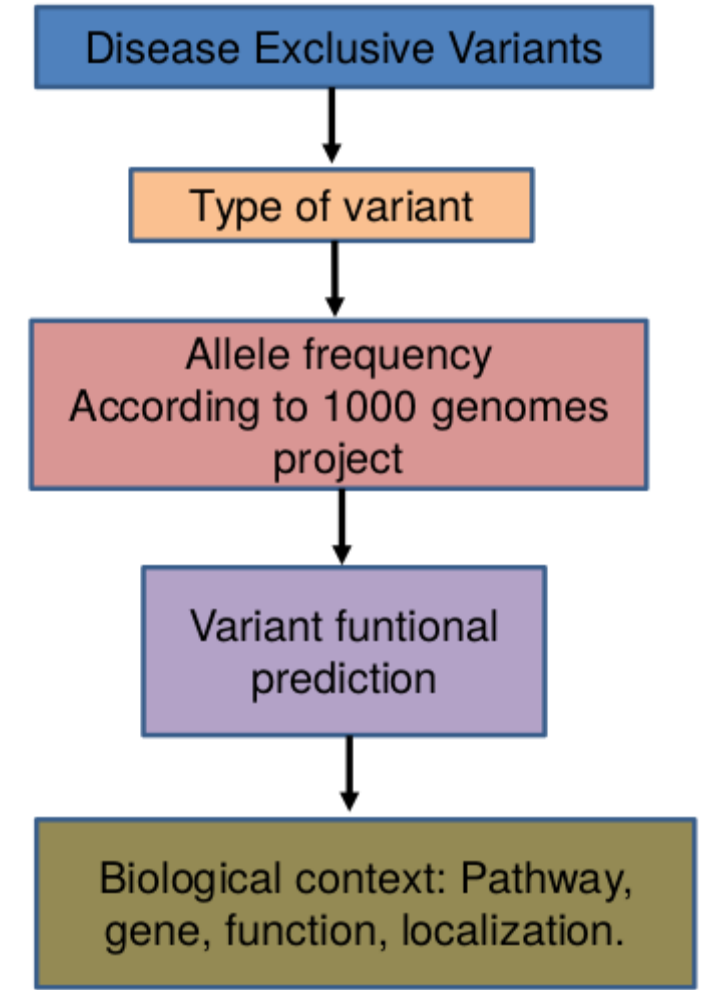 Disease Exclusive Variants
Type of variant
Allele frequency
According to 1000 genomes
project
Variant funtional
prediction
Biological context: Pathway,
gene, function, localization.